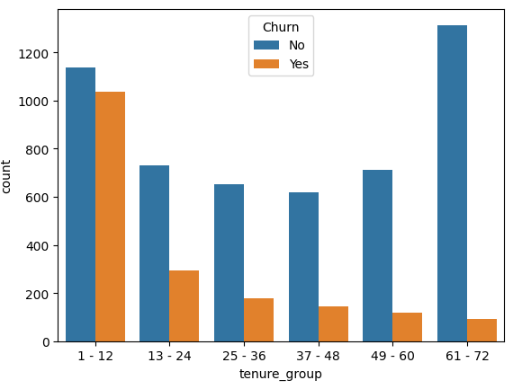 Churn
No
Yes
1200
1000
800
600
400
200
0
count
1 - 12 13 - 24 25 - 36 37 - 48 49 - 60 61 - 72
tenure_group